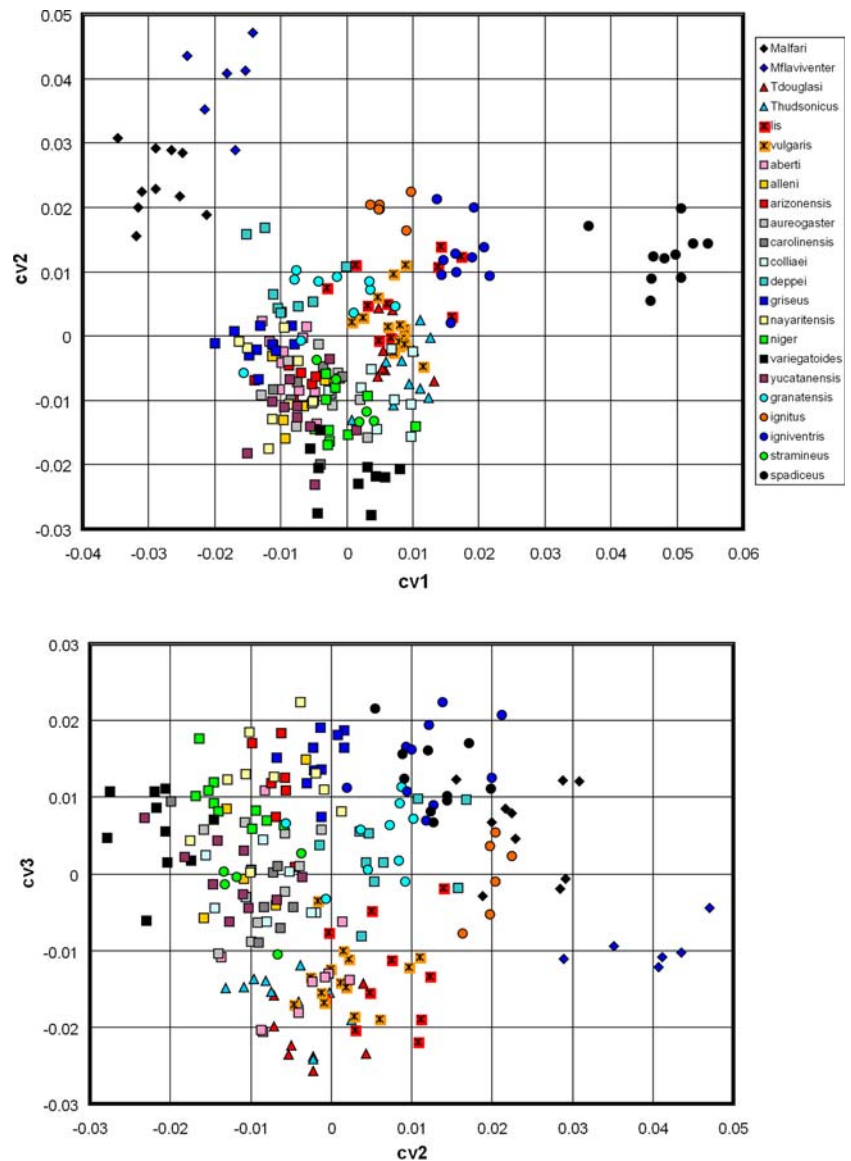 0.05
0.04
0.03
0.02
0.01
0
-0.01
-0.02
-0.03
cv2
-0.04 -0.03 -0.02 -0.01 0 0.01 0.02 0.03 0.04 0.05 0.06
cv1
Malfari
Mflaviventer
Tdouglasi
Thudsonicus
lis
vulgaris
aberti
alleni
arizonensis
aureogaster
carolinensis
colliaei
deppei
griseus
nayaritensis
niger
variegatoides
yucatanensis
granatensis
ignitus
igniventris
stramineus
spadiceus
0.03
0.02
0.01
0
-0.01
-0.02
-0.03
cv3
-0.03 -0.02 -0.01 0 0.01 0.02 0.03 0.04 0.05
cv2